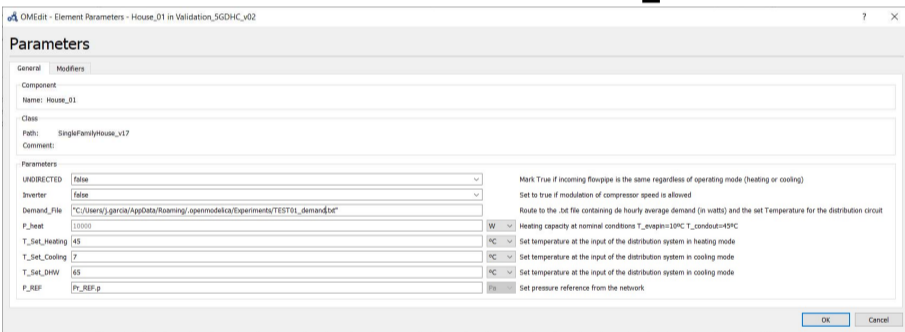 OMEdit - Element Parameters - House_01 in Validation_5GDHC_v02
Parameters
General Modifiers
Component
Name: House_01
Class
Path: SingleFamilyHouse_v17
Comment:
Parameters
UNDIRECTED false Mark True if incoming flowpipe is the same regardless of operating mode (heating or cooling)
Inverter false Set to true if modulation of compressor speed is allowed
Demand_File "C:/Users/j.garcia/AppData/Roaming/.openmodelica/Experiments/TEST01_demand.txt" Route to the .txt file containing de hourly average demand (in watts) and the set Temperature for the distribution circuit
P_heat 10000 W Heating capacity at nominal conditions T_evapin=10ºC T_condout=45ºC
T_Set_Heating 45 ºC Set temperature at the input of the distribution system in heating mode
T_Set_Cooling 7 ºC Set temperature at the input of the distribution system in cooling mode
T_Set_DHW 65 ºC Set temperature at the input of the distribution system in cooling mode
P_REF Pr_REF.p Pa Set pressure reference from the network
OK Cancel